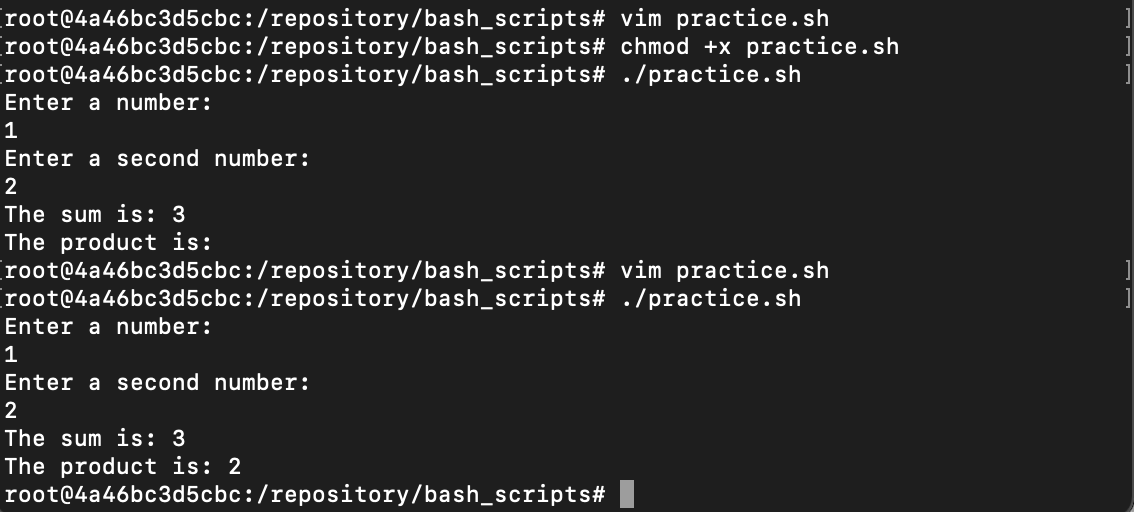 [root@4a46bc3d5cbc:/repository/bash_scripts# vim practice.sh ]
[root@4a46bc3d5cbc:/repository/bash_scripts# chmod +x practice.sh ]
[root@4a46bc3d5cbc:/repository/bash_scripts# ./practice.sh ]
Enter a number:
1
Enter a second number:
2
The sum is: 3
The product is:
[root@4a46bc3d5cbc:/repository/bash_scripts# vim practice.sh ]
[root@4a46bc3d5cbc:/repository/bash_scripts# ./practice.sh ]
Enter a number:
1
Enter a second number:
2
The sum is: 3
The product is: 2
root@4a46bc3d5cbc:/repository/bash_scripts#